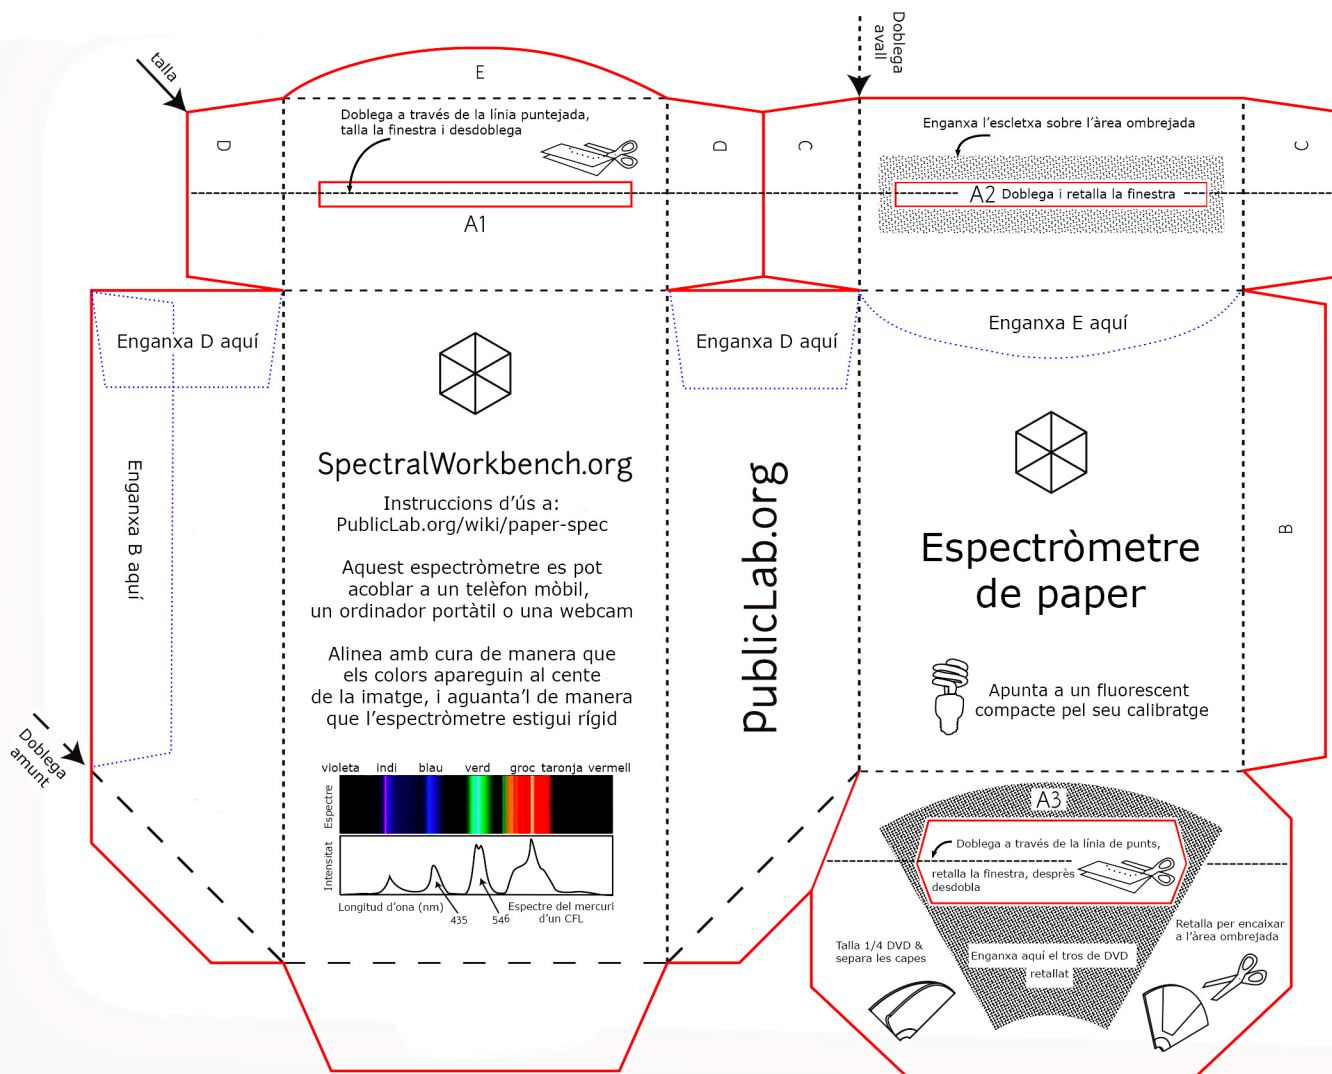 talla
E
Doblega
avall
Doblega a través de la línia puntejada,
talla la finestra i desdoblega
D
D
C
C
Enganxa l'escletxa sobre l'àrea ombrejada
A1
A2 Doblega i retalla la finestra
Enganxa D aquí
Enganxa D aquí
Enganxa E aquí
Enganxa B aquí
SpectralWorkbench.org
Instruccions d'ús a:
PublicLab.org/wiki/paper-spec
Aquest espectròmetre es pot
acoblar a un telèfon mòbil,
un ordinador portàtil o una webcam
Alinea amb cura de manera que
els colors apareguin al cente
de la imatge, i aguanta'l de manera
que l'espectròmetre estigui rígid
PublicLab.org
Espectròmetre
de paper
B
Apunta a un fluorescent
compacte pel seu calibratge
Doblega
amunt
violeta indi blau verd groc taronja vermell
Espectre
Intensitat
Longitud d'ona (nm)
435
546
Espectre del mercuri
d'un CFL
A3
Doblega a través de la línia de punts,
retalla la finestra, desprès
desdobla
Talla 1/4 DVD &
separa les capes
Enganxa aquí el tros de DVD
retallat
Retalla per encaixar
a l'àrea ombrejada